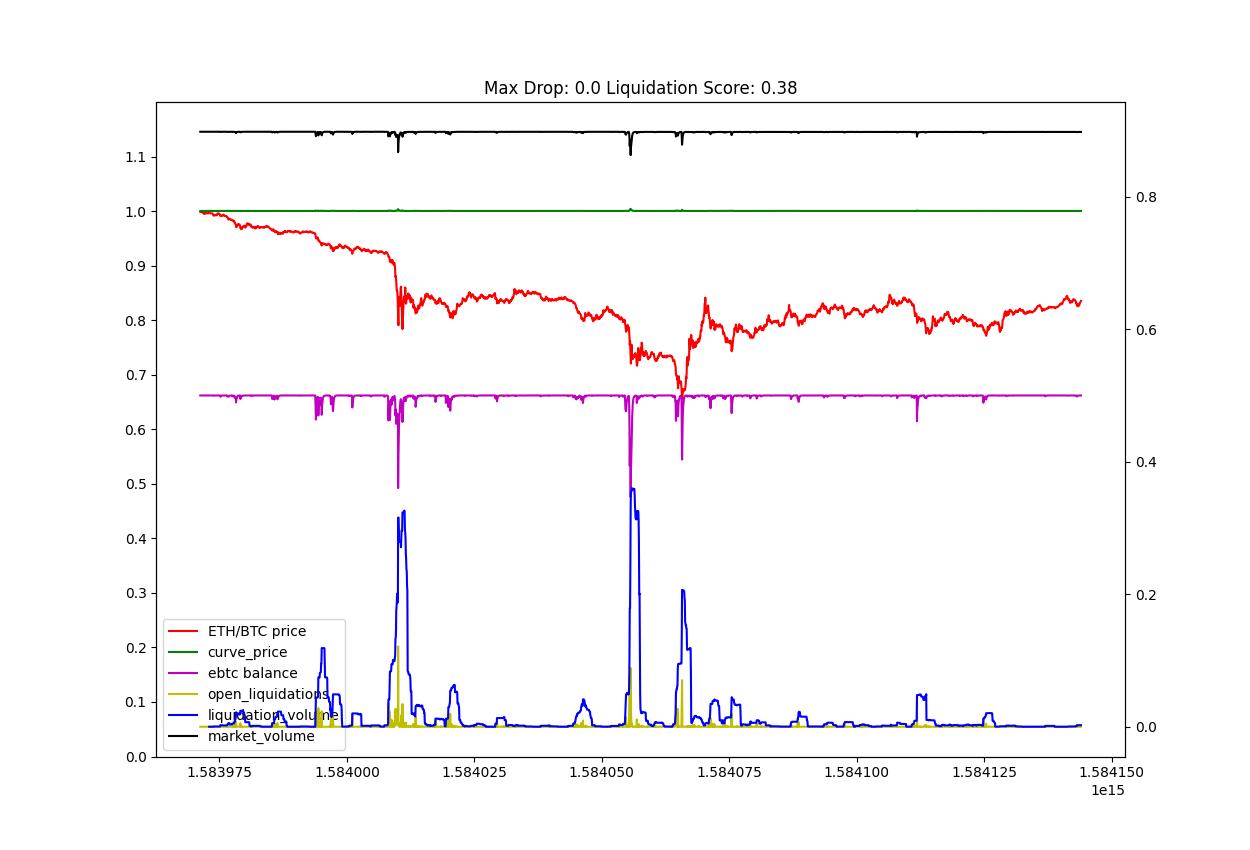 Max Drop: 0.0 Liquidation Score: 0.38
1.1
1.0
0.9
0.8
0.7
0.6
0.5
0.4
0.3
0.2
0.1
0.0
0.8
0.6
0.4
0.2
0.0
ETH/BTC price
curve_price
ebtc balance
open_liquidations
liquidation_volume
market_volume
1.583975 1.584000 1.584025 1.584050 1.584075 1.584100 1.584125 1.584150
1e15